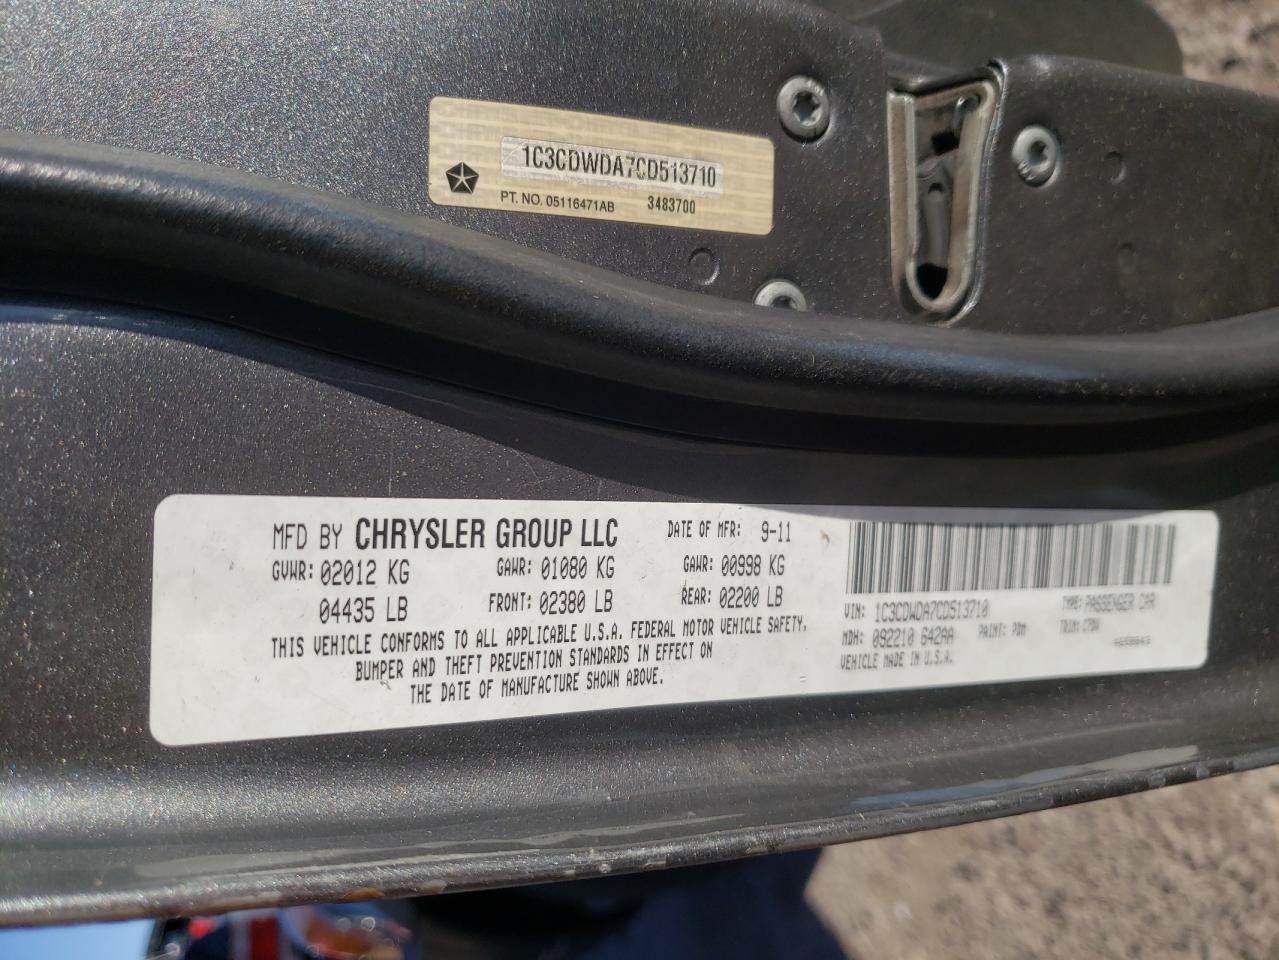 1C3CDWDA7CD513710
PT. NO. 05116471AB 3483700
MFD BY CHRYSLER GROUP LLC DATE OF MFR: 9-11
GVWR: 02012 KG GAWR: 01080 KG GAWR: 00998 KG
04435 LB FRONT: 02380 LB REAR: 02200 LB
THIS VEHICLE CONFORMS TO ALL APPLICABLE U.S.A. FEDERAL MOTOR VEHICLE SAFETY,
BUMPER AND THEFT PREVENTION STANDARDS IN EFFECT ON
THE DATE OF MANUFACTURE SHOWN ABOVE.
VIN: 1C3CDWDA7CD513710 TYPE: PASSENGER CAR
MDH: 092210 642AA PAINT: PDM TRIM:
VEHICLE MADE IN U.S.A.